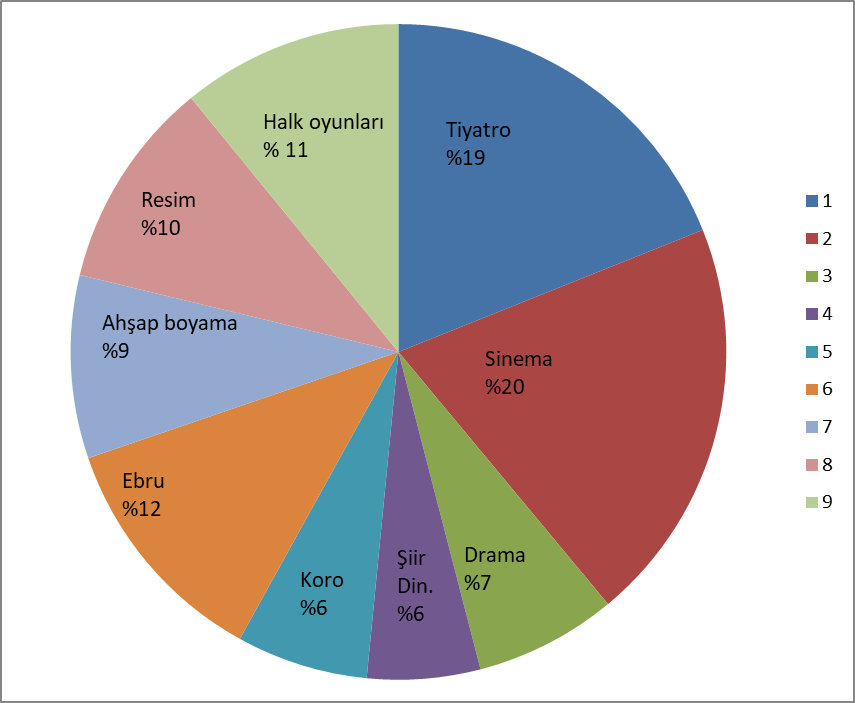 Tiyatro
%19
Sinema
%20
Drama
%7
Şiir
Din.
%6
Koro
%6
Ebru
%12
Ahşap boyama
%9
Resim
%10
Halk oyunları
% 11
1
2
3
4
5
6
7
8
9